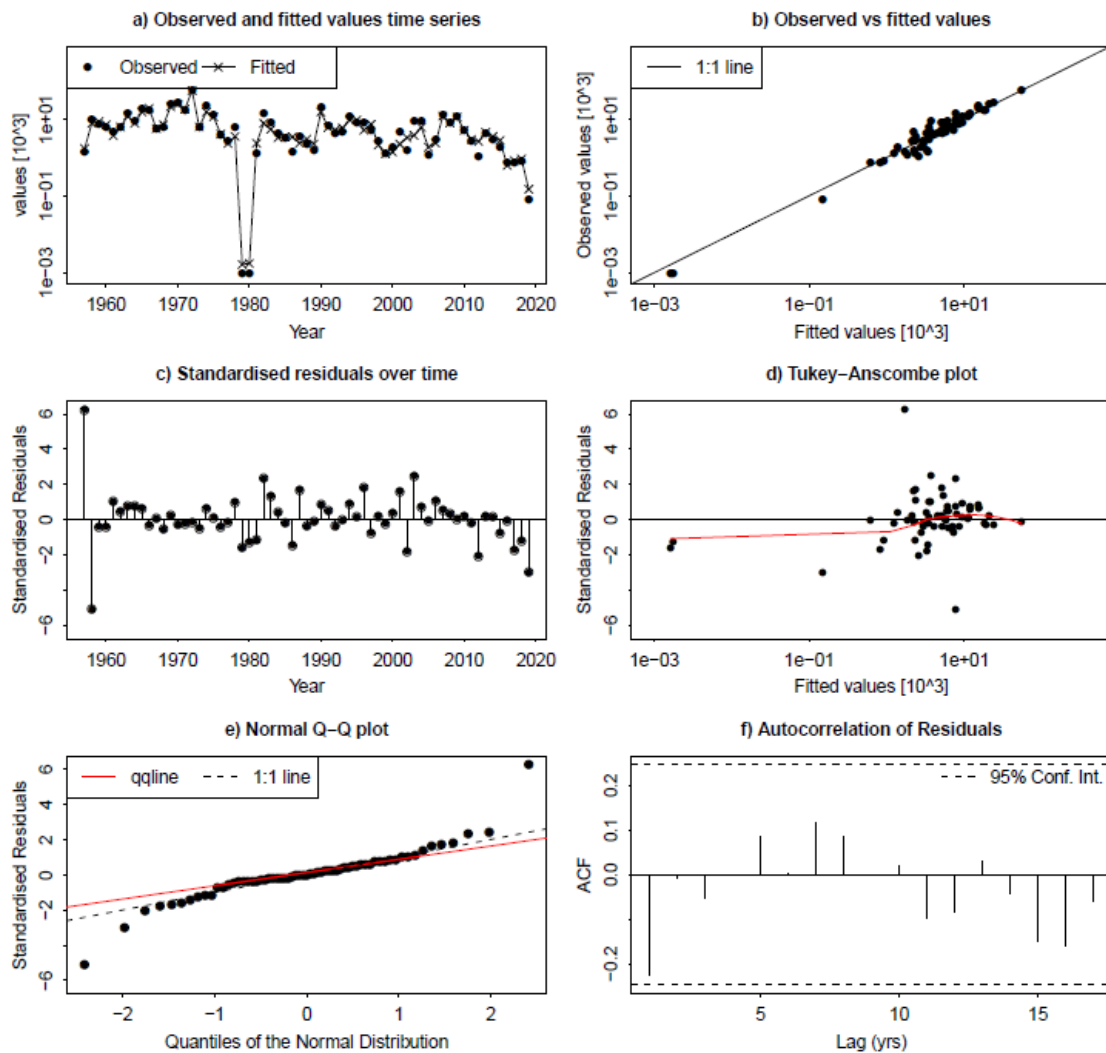 a) Observed and fitted values time series
Observed Fitted
values [10^3]
1e+01
1e−01
1e−03
1960 1970 1980 1990 2000 2010 2020
Year
b) Observed vs fitted values
1:1 line
Observed values [10^3]
1e+01
1e−01
1e−03
1e−03 1e−01 1e+01
Fitted values [10^3]
c) Standardised residuals over time
Standardised Residuals
6
2
0
−2
−6
1960 1970 1980 1990 2000 2010 2020
Year
d) Tukey−Anscombe plot
Standardised Residuals
6
2
0
−2
−6
1e−03 1e−01 1e+01
Fitted values [10^3]
e) Normal Q−Q plot
qqline 1:1 line
Standardised Residuals
6
4
2
0
−2
−6
−2 −1 0 1 2
Quantiles of the Normal Distribution
f) Autocorrelation of Residuals
95% Conf. Int.
ACF
0.2
0.1
0.0
−0.2
5 10 15
Lag (yrs)